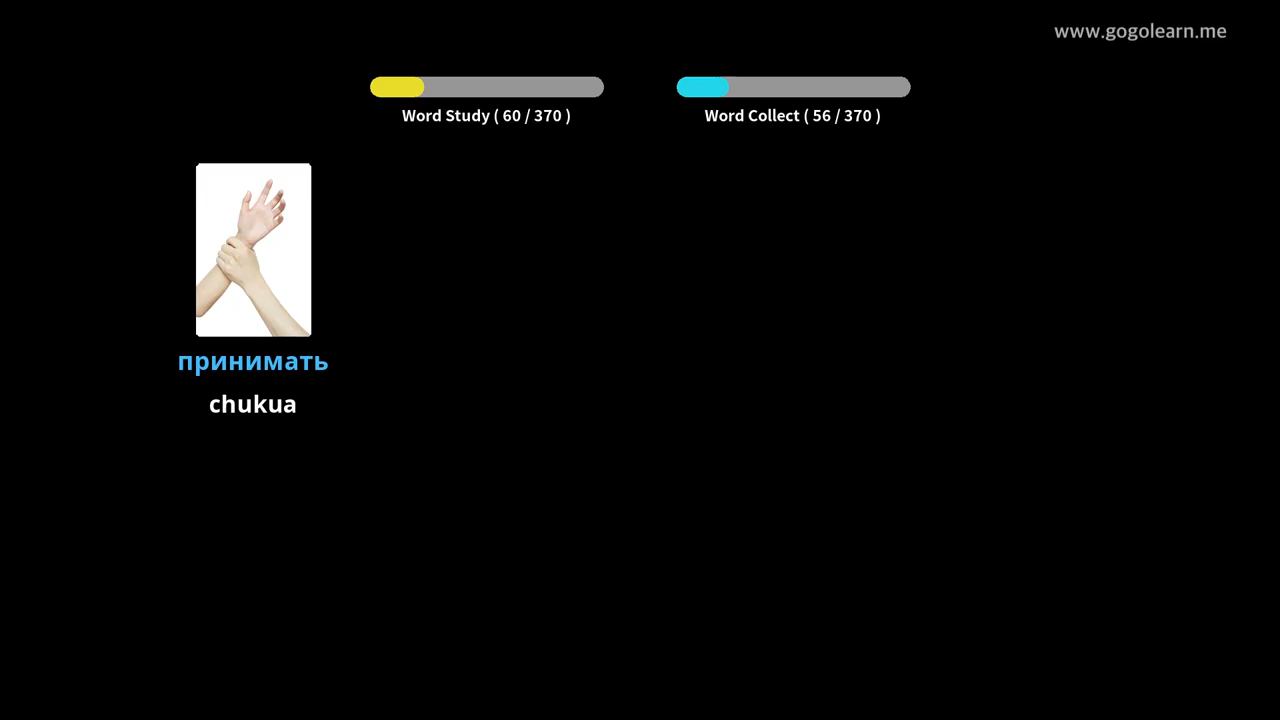 www.gogolearn.me
Word Study ( 60 / 370 )
Word Collect ( 56 / 370 )
принимать
chukua